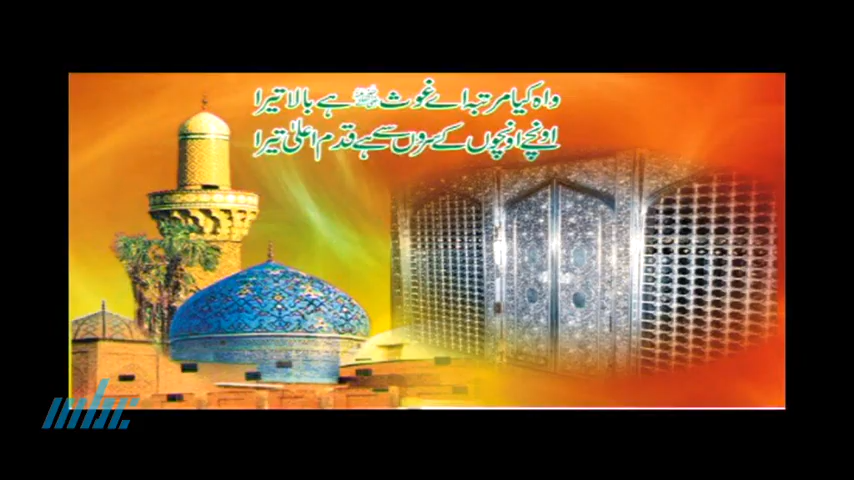 واہ کیا مرتبہ اے غوث ہے بالا تیرا
اونچے اونچوں کے سروں سے ہے قدم اعلیٰ تیرا